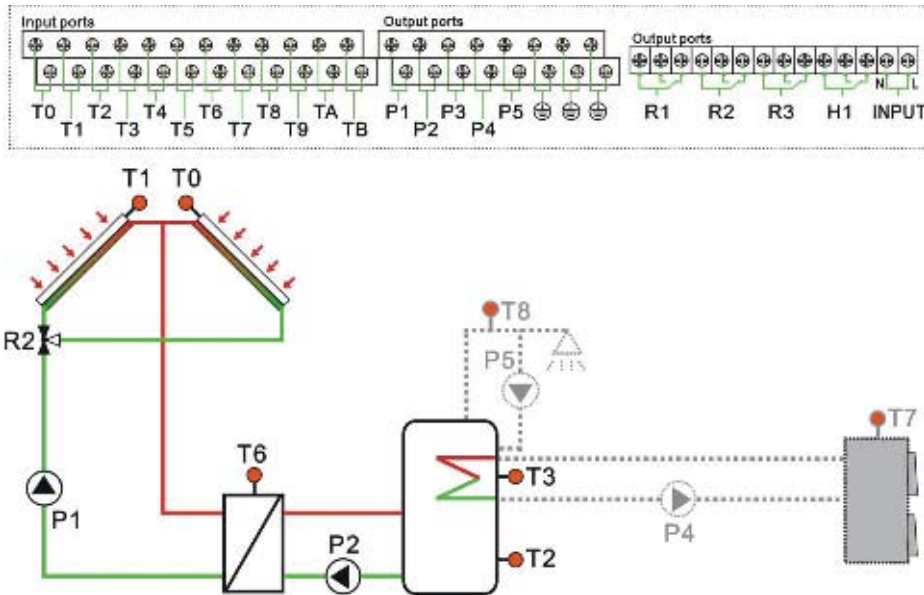 Input ports
Output ports
Output ports
T0 T2 T4 T6 T8 TA
T1 T3 T5 T7 T9 TB
P1 P3 P5
P2 P4
R1 R2 R3 H1 INPUT
N L
T1 T0
R2
T8
P5
T7
T6
T3
P1
P4
P2
T2